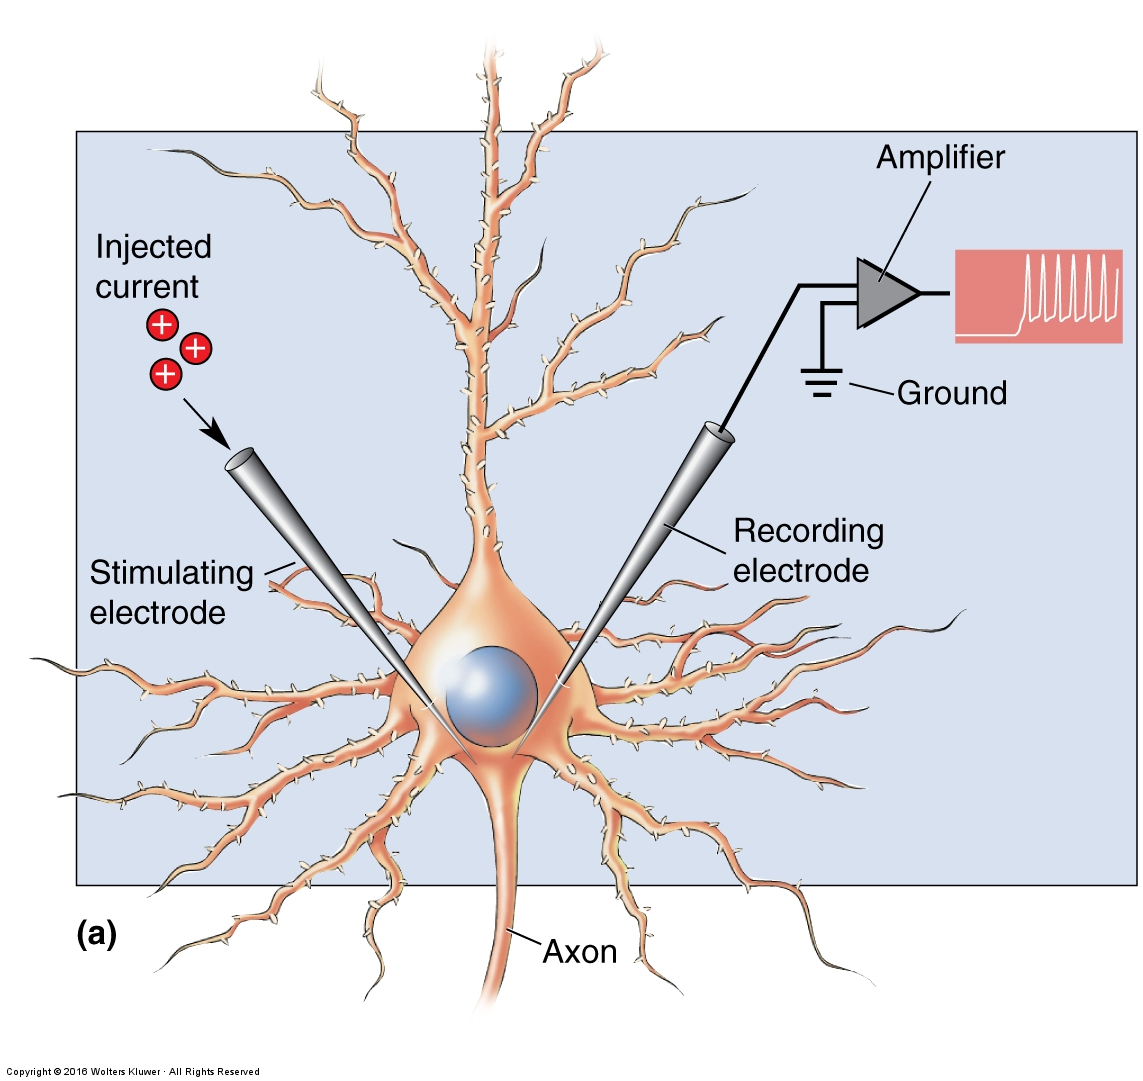 Amplifier
Injected
current
Ground
Recording
electrode
Stimulating
electrode
(a)
Axon
Copyright © 2016 Wolters Kluwer · All Rights Reserved